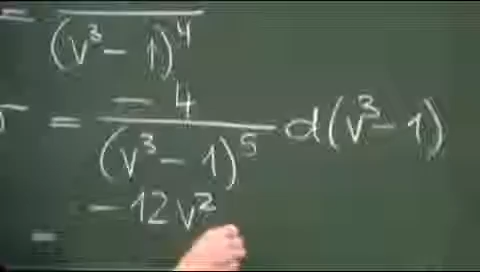 = ―
(v³ - 1)⁴
= -4 / (v³ - 1)⁵ d(v³ - 1)
= -12v²